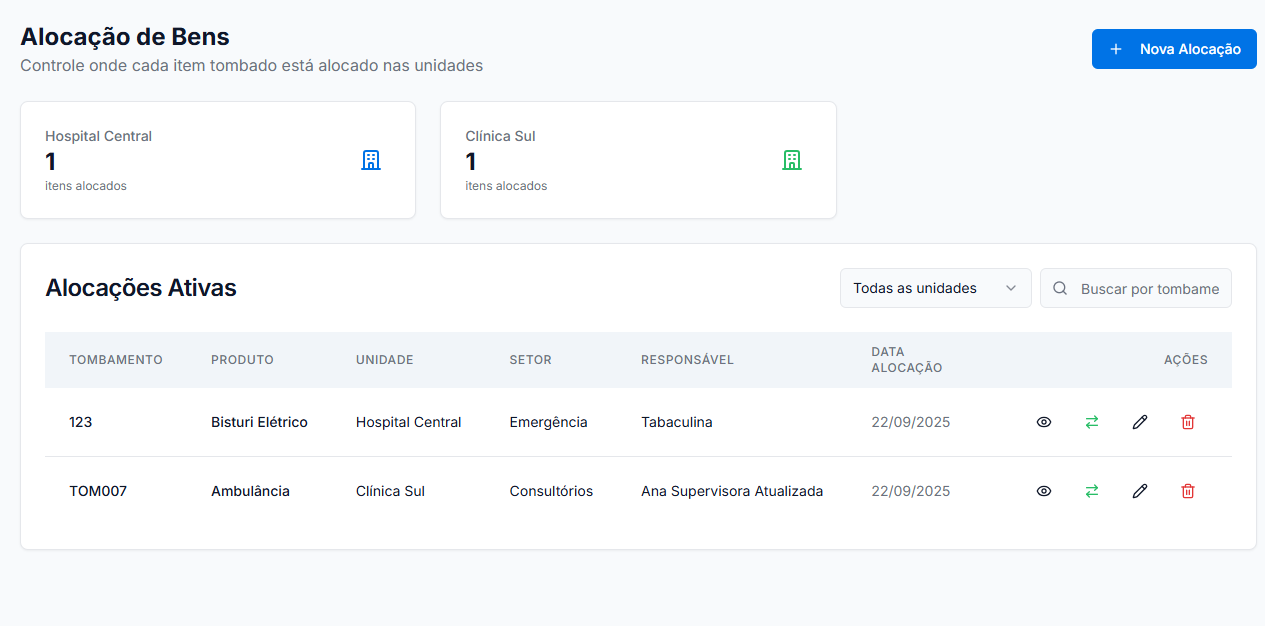 Alocação de Bens
Controle onde cada item tombado está alocado nas unidades
Nova Alocação
Hospital Central
1
itens alocados
Clínica Sul
1
itens alocados
Alocações Ativas
Todas as unidades
Buscar por tombame
TOMBAMENTO PRODUTO UNIDADE SETOR RESPONSÁVEL DATA ALOCAÇÃO AÇÕES
123 Bisturi Elétrico Hospital Central Emergência Tabaculina 22/09/2025
TOM007 Ambulância Clínica Sul Consultórios Ana Supervisora Atualizada 22/09/2025